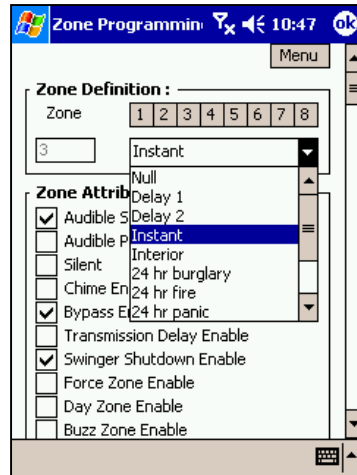 Zone Programmin 10:47 ok
Menu
Zone Definition :
Zone 1 2 3 4 5 6 7 8
3 Instant
Null
Zone Attrib Delay 1
Audible S Delay 2
Audible P Instant
Silent Interior
24 hr burglary
Chime En 24 hr fire
Bypass E 24 hr panic
Transmission Delay Enable
Swinger Shutdown Enable
Force Zone Enable
Day Zone Enable
Buzz Zone Enable